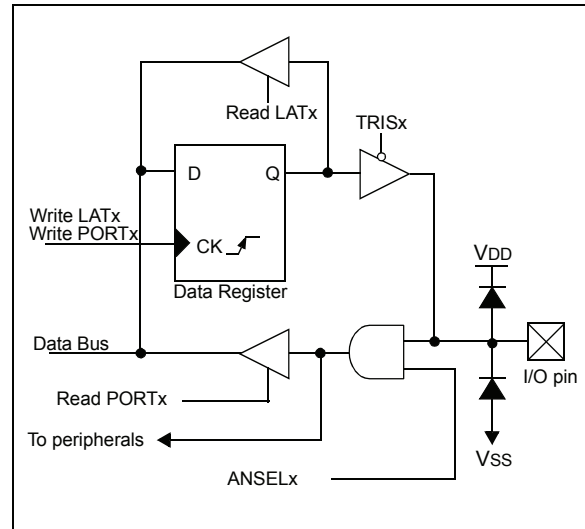 Read LATx
TRISx
D Q
Write LATx
Write PORTx
CK
Data Register
VDD
Data Bus
I/O pin
Read PORTx
To peripherals
VSS
ANSELx